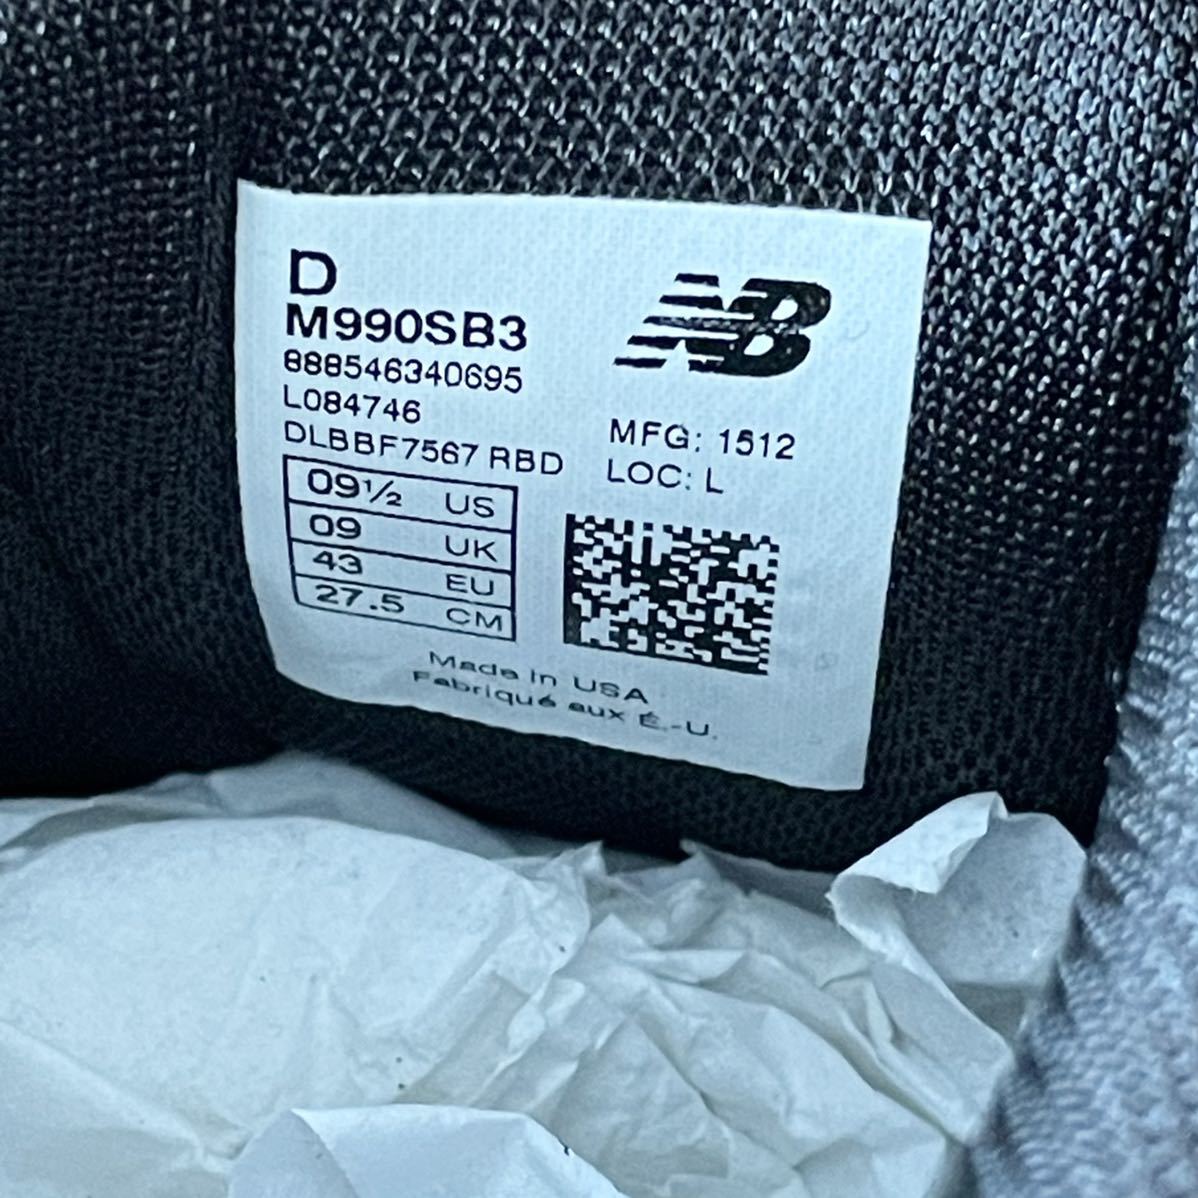 D
M990SB3
888546340695
L084746
DLBBF7567 RBD
NB
MFG: 1512
LOC: L
09½ US
09 UK
43 EU
27.5 CM
Made in USA
Fabriqué aux É.-U.